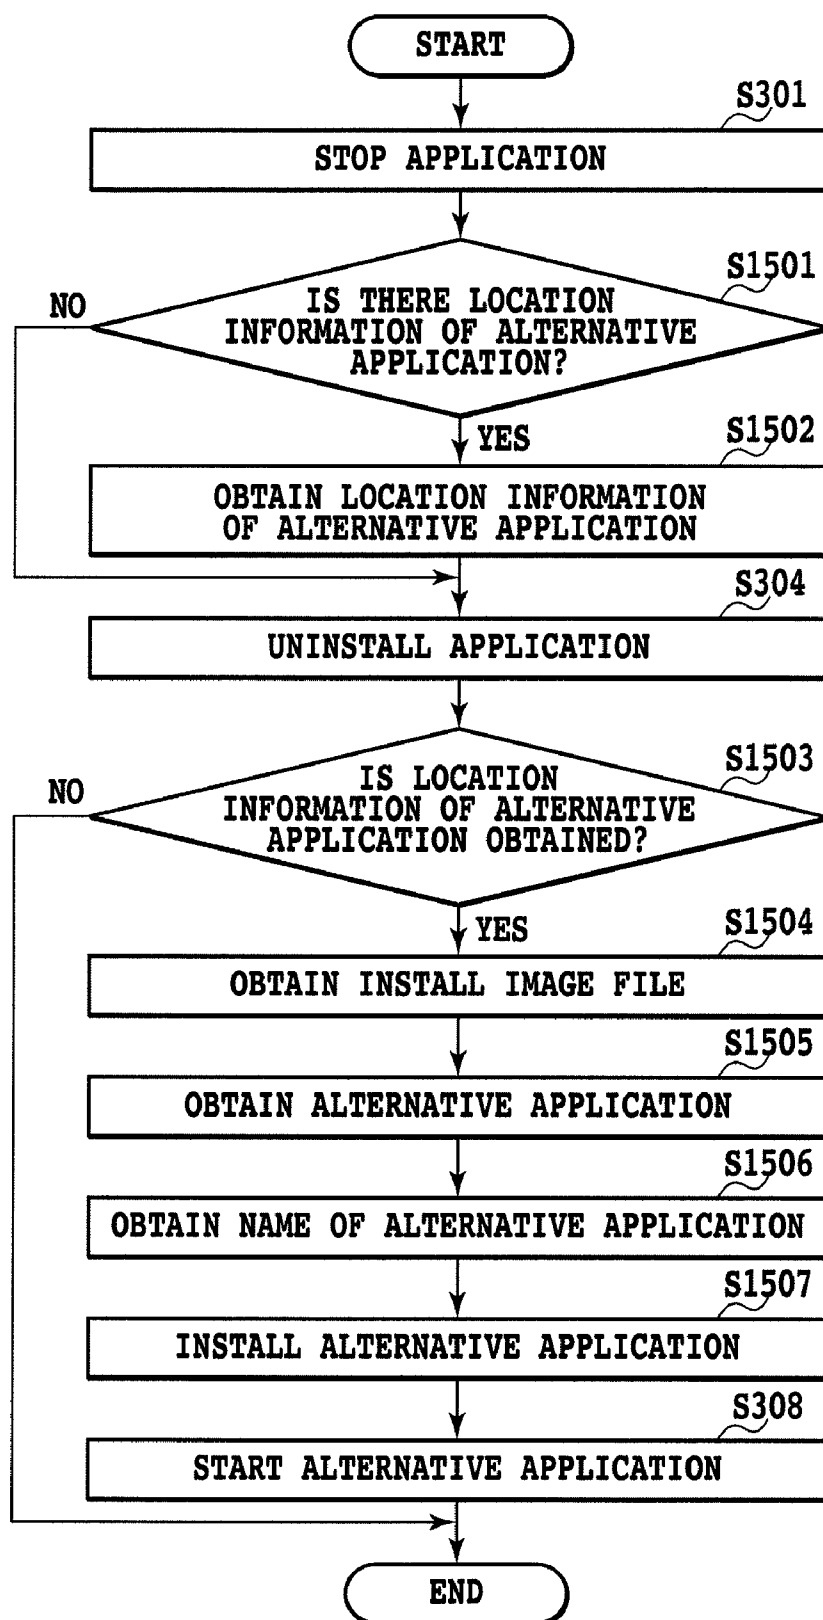 START
S301
STOP APPLICATION
S1501
NO
IS THERE LOCATION
INFORMATION OF ALTERNATIVE
APPLICATION?
YES
S1502
OBTAIN LOCATION INFORMATION
OF ALTERNATIVE APPLICATION
S304
UNINSTALL APPLICATION
S1503
NO
IS LOCATION
INFORMATION OF ALTERNATIVE
APPLICATION OBTAINED?
YES
S1504
OBTAIN INSTALL IMAGE FILE
S1505
OBTAIN ALTERNATIVE APPLICATION
S1506
OBTAIN NAME OF ALTERNATIVE APPLICATION
S1507
INSTALL ALTERNATIVE APPLICATION
S308
START ALTERNATIVE APPLICATION
END